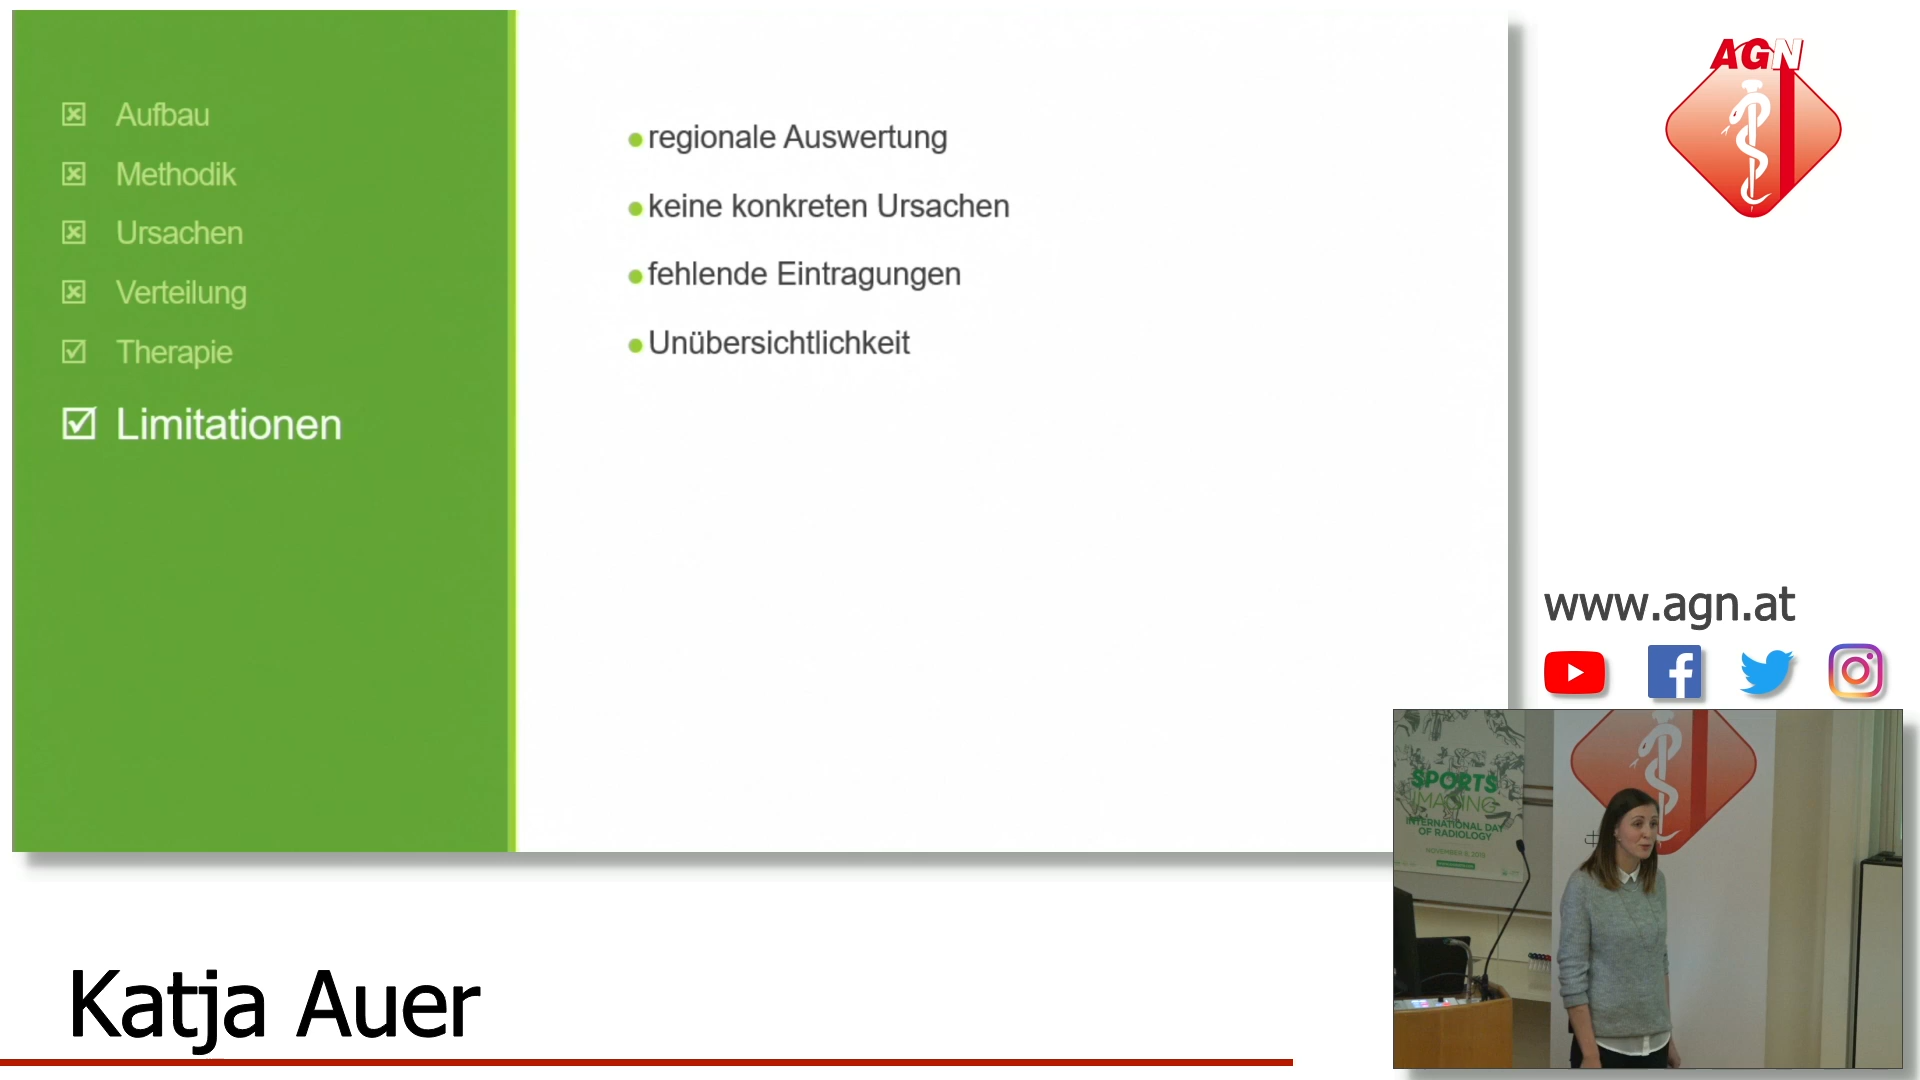 Aufbau
Methodik
Ursachen
Verteilung
Therapie
Limitationen
regionale Auswertung
keine konkreten Ursachen
fehlende Eintragungen
Unübersichtlichkeit
AGN
www.agn.at
SPORTS
IMAGING
INTERNATIONAL DAY
OF RADIOLOGY
Katja Auer